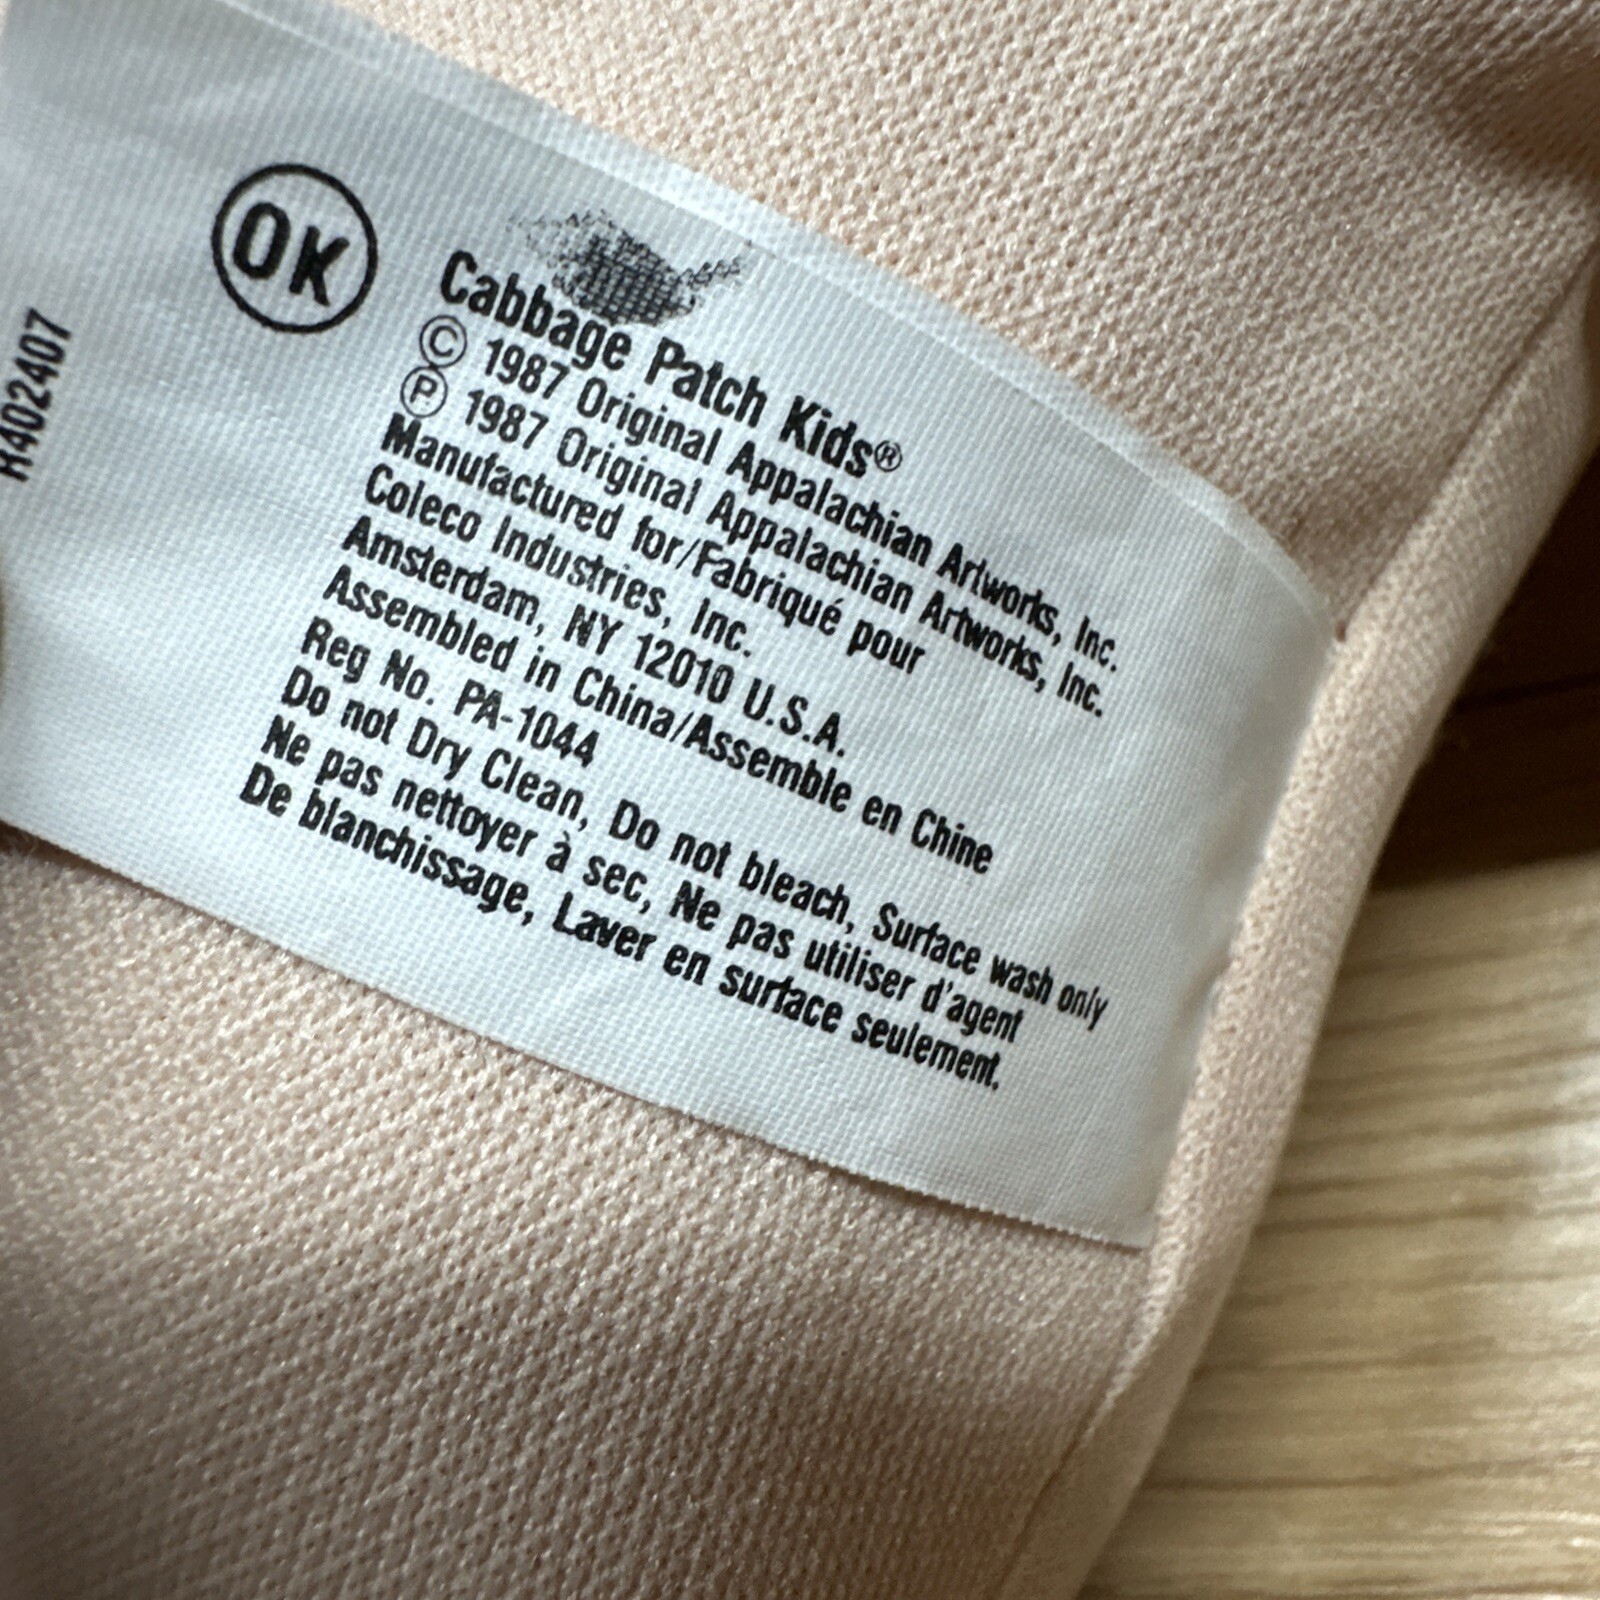 OK
H402407
Cabbage Patch Kids®
© 1987 Original Appalachian Artworks, Inc.
℗ 1987 Original Appalachian Artworks, Inc.
Manufactured for/Fabriqué pour
Coleco Industries, Inc.
Amsterdam, NY 12010 U.S.A.
Assembled in China/Assemble en Chine
Reg No. PA-1044
Do not Dry Clean, Do not bleach, Surface wash only
Ne pas nettoyer à sec, Ne pas utiliser d'agent
De blanchissage, Laver en surface seulement.